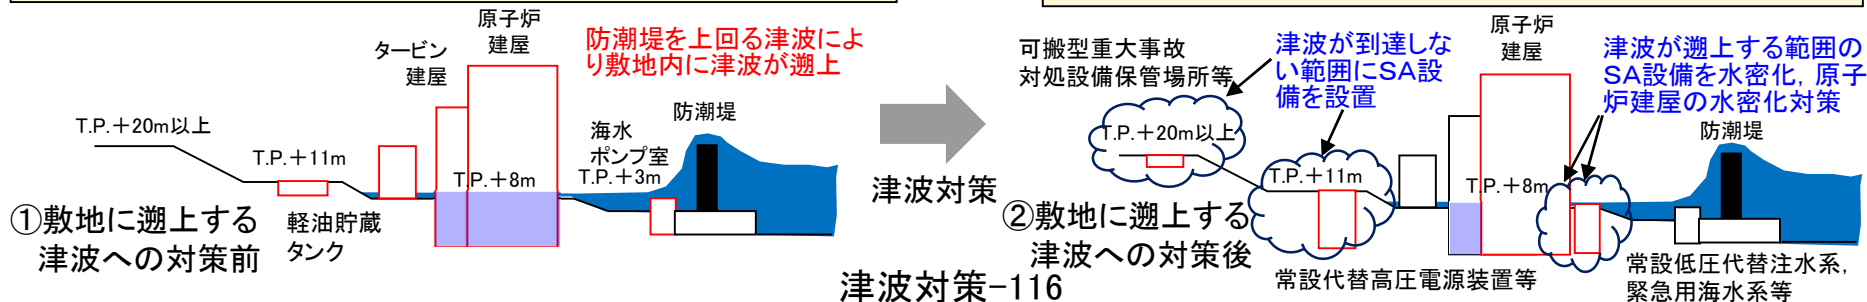 原子炉
建屋
タービン
建屋
防潮堤を上回る津波によ
り敷地内に津波が遡上
T.P.+20m以上
T.P.+11m
T.P.+8m
海水
ポンプ室
T.P.+3m
防潮堤
①敷地に遡上する
津波への対策前
軽油貯蔵
タンク
津波対策
可搬型重大事故
対処設備保管場所等
津波が到達しな
い範囲にSA設
備を設置
原子炉
建屋
津波が遡上する範囲の
SA設備を水密化，原子
炉建屋の水密化対策
防潮堤
T.P.+20m以上
T.P.+11m
T.P.+8m
②敷地に遡上する
津波への対策後
常設代替高圧電源装置等
常設低圧代替注水系，
緊急用海水系等
津波対策-116